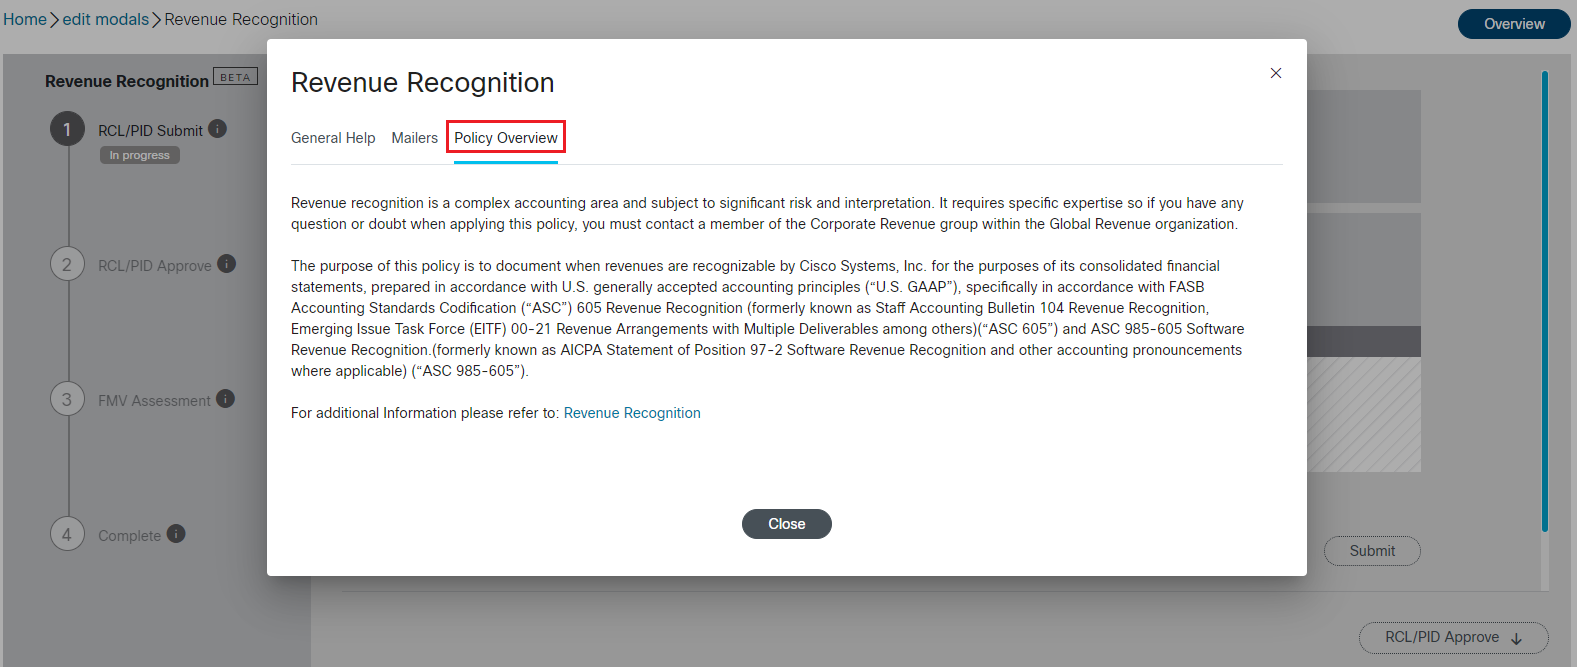 Home > edit modals > Revenue Recognition
Overview
Revenue Recognition BETA
1 RCL/PID Submit i
In progress
2 RCL/PID Approve i
3 FMV Assessment i
4 Complete i
Revenue Recognition
General Help Mailers Policy Overview
Revenue recognition is a complex accounting area and subject to significant risk and interpretation. It requires specific expertise so if you have any
question or doubt when applying this policy, you must contact a member of the Corporate Revenue group within the Global Revenue organization.
The purpose of this policy is to document when revenues are recognizable by Cisco Systems, Inc. for the purposes of its consolidated financial
statements, prepared in accordance with U.S. generally accepted accounting principles (“U.S. GAAP”), specifically in accordance with FASB
Accounting Standards Codification (“ASC”) 605 Revenue Recognition (formerly known as Staff Accounting Bulletin 104 Revenue Recognition,
Emerging Issue Task Force (EITF) 00-21 Revenue Arrangements with Multiple Deliverables among others)(“ASC 605”) and ASC 985-605 Software
Revenue Recognition.(formerly known as AICPA Statement of Position 97-2 Software Revenue Recognition and other accounting pronouncements
where applicable) (“ASC 985-605”).
For additional Information please refer to: Revenue Recognition
Close
Submit
RCL/PID Approve ↓